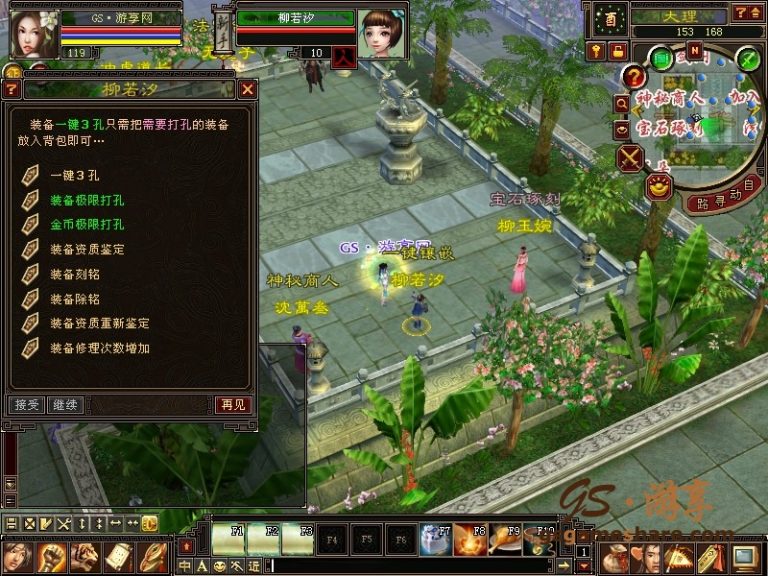 GS·游享网
119
柳若汐
10
大理
153 168
酉
N
神秘商人
加入
宝石琢刻
自动寻路
柳若汐
装备一键3孔只需把需要打孔的装备
放入背包即可…
一键3孔
装备极限打孔
金币极限打孔
装备资质鉴定
装备刻铭
装备除铭
装备资质重新鉴定
装备修理次数增加
接受
继续
再见
宝石琢刻
柳玉婉
GS·游享网
一键镶嵌
柳若汐
神秘商人
沈萬叁
GS·游享
F1 F2 F3 F4 F5 F6 F7 F8 F9 F10
1
中 A 近